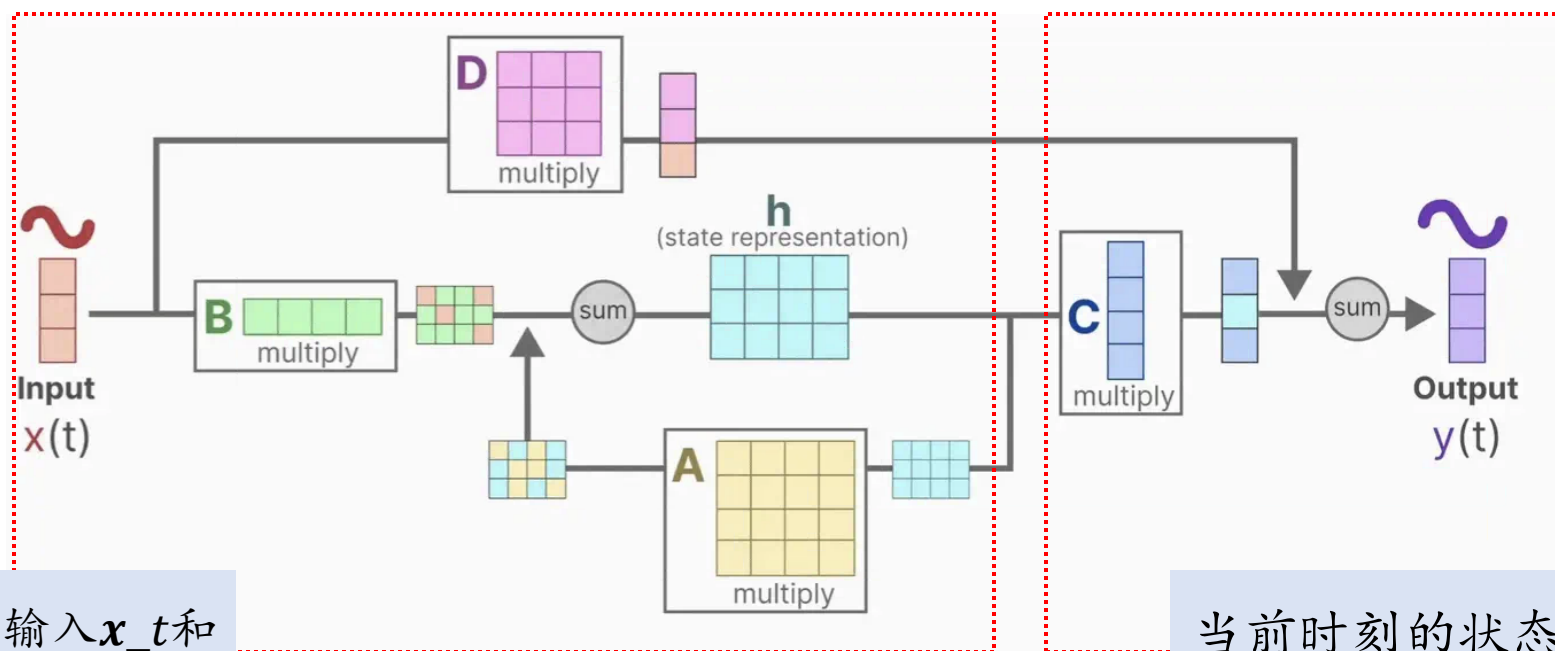 D
multiply
h
(state representation)
B
multiply
sum
C
multiply
sum
Input
x(t)
Output
y(t)
A
multiply
输入x_t和
当前时刻的状态